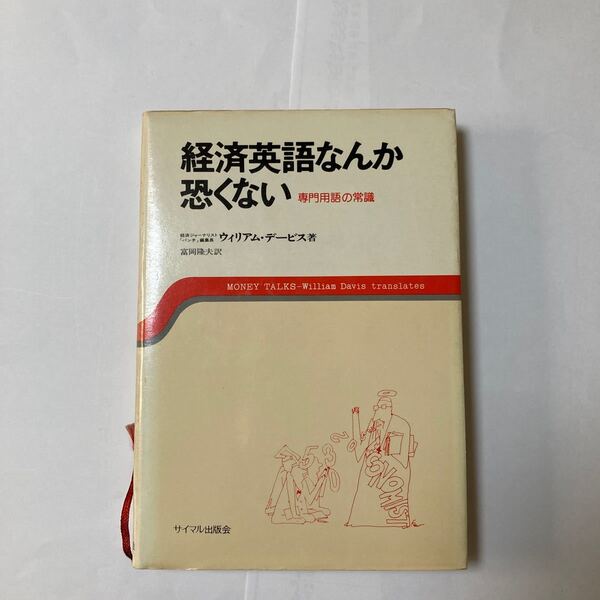 経済英語なんか
恐くない 専門用語の常識
経済ジャーナリスト
「パンチ」編集長 ウィリアム・デービス著
富岡隆夫訳
MONEY TALKS—William Davis translates
サイマル出版会